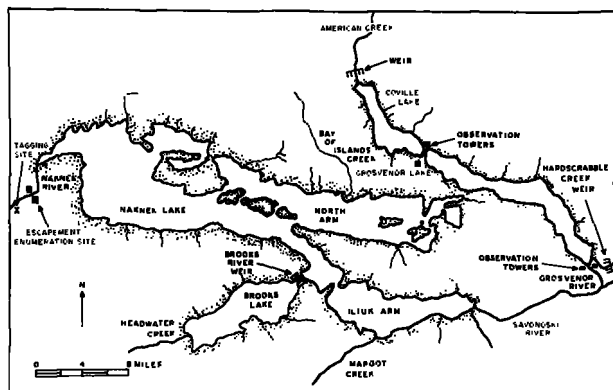 AMERICAN CREEK
WEIR
COVILLE
LAKE
TAGGING
SITE
BAY
OF
ISLANDS
CREEK
OBSERVATION
TOWERS
GROSVENOR LAKE
HARDSCRABBLE
CREEK
WEIR
NAKNEK
RIVER
NAKNEK LAKE
NORTH
ARM
ESCAPEMENT
ENUMERATION SITE
BROOKS
RIVER
WEIR
OBSERVATION
TOWERS
GROSVENOR
RIVER
N
BROOKS
LAKE
ILIUK ARM
HEADWATER
CREEK
SAVONOSKI
RIVER
0 4 8
MILES
MARGOT
CREEK